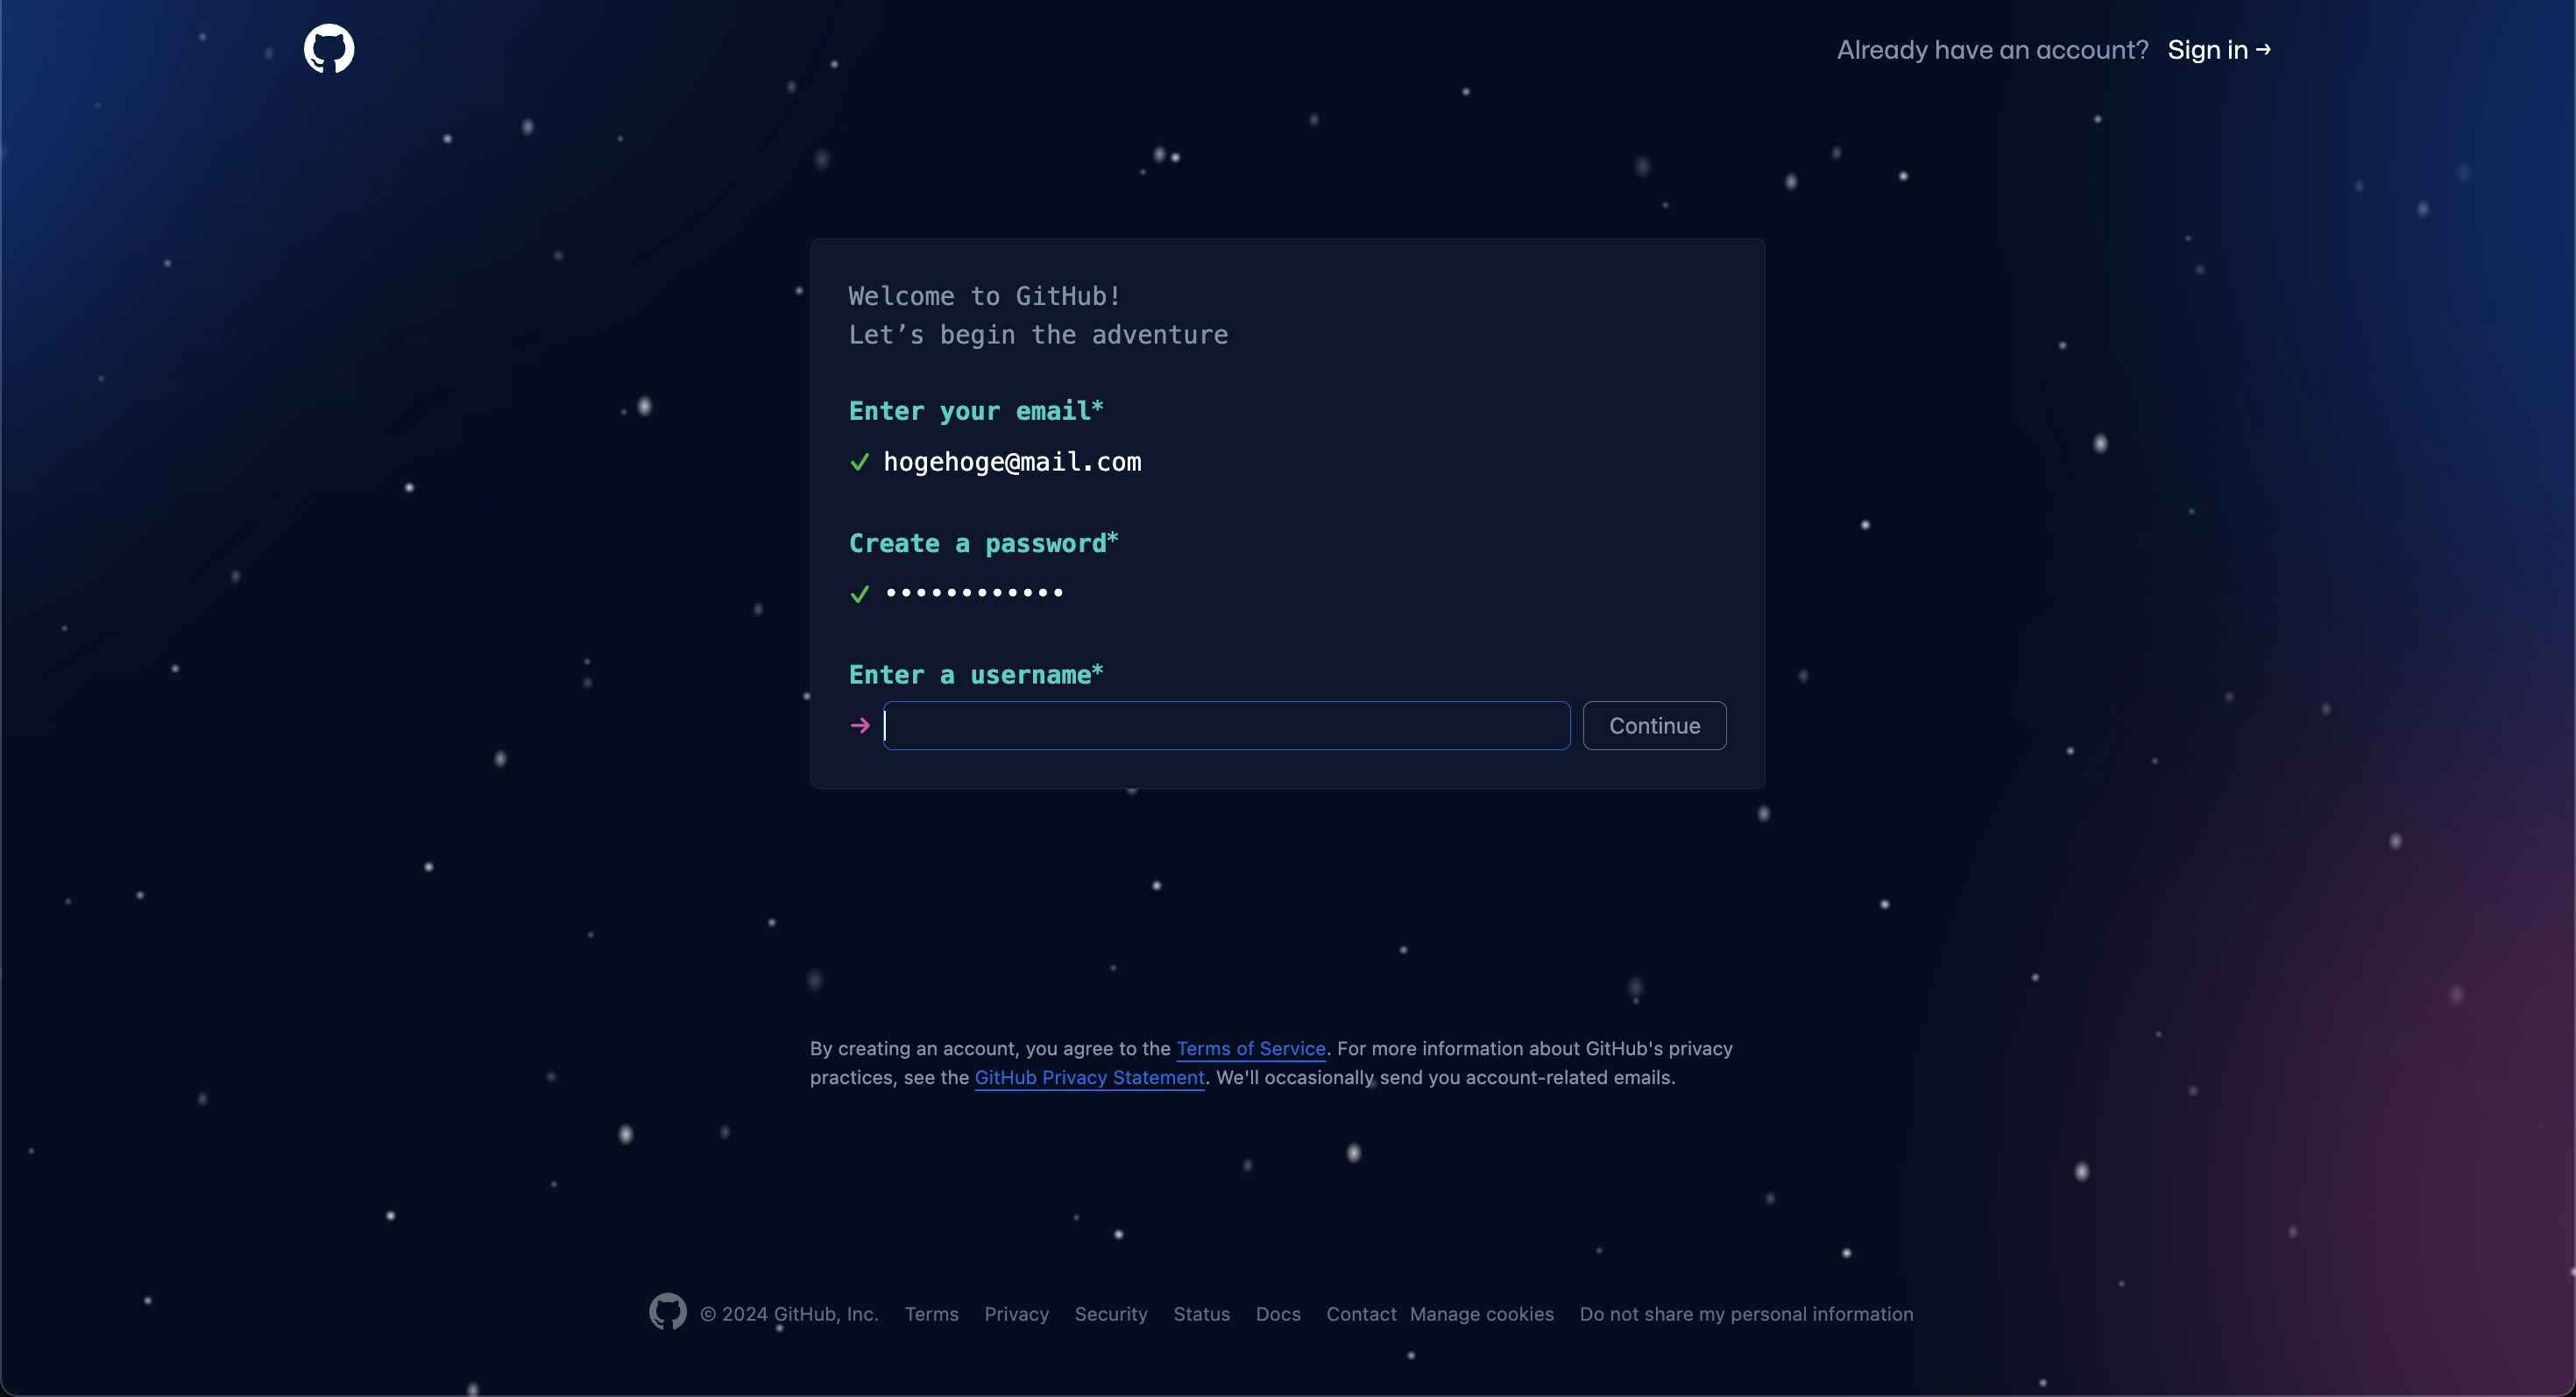 Already have an account? Sign in →
Welcome to GitHub!
Let’s begin the adventure
Enter your email*
✓ hogehoge@mail.com
Create a password*
✓ ••••••••••••
Enter a username*
→ Continue
By creating an account, you agree to the Terms of Service. For more information about GitHub's privacy
practices, see the GitHub Privacy Statement. We'll occasionally send you account-related emails.
© 2024 GitHub, Inc. Terms Privacy Security Status Docs Contact Manage cookies Do not share my personal information